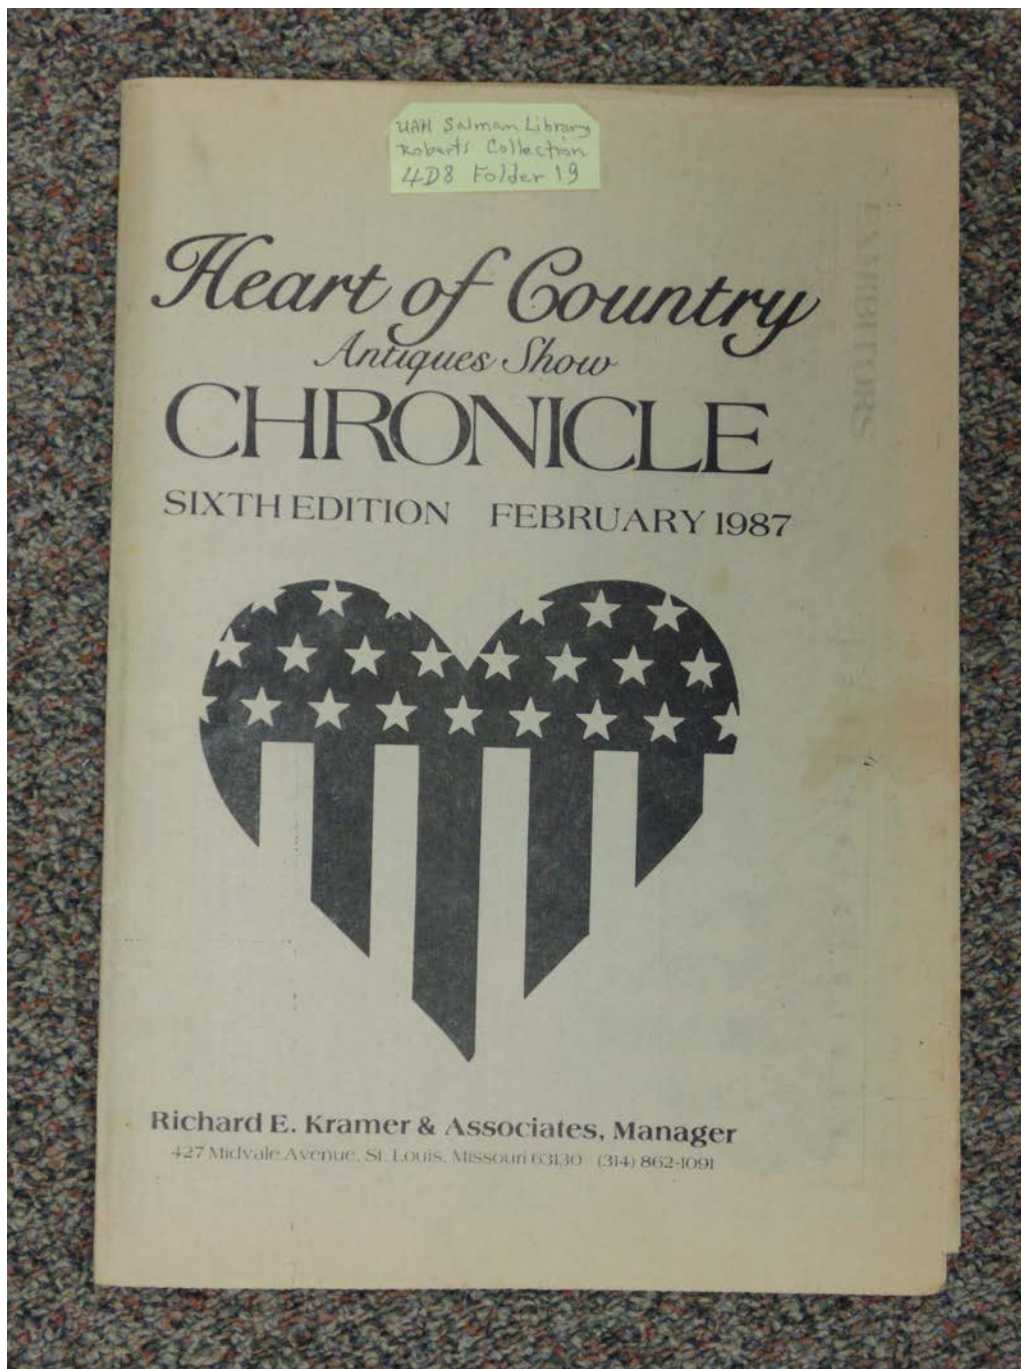 UAH Salmon Library
Roberts Collection
4D8 Folder 19
Heart of Country
Antiques Show
CHRONICLE
SIXTH EDITION FEBRUARY 1987
EXHIBITORS
Richard E. Kramer & Associates, Manager
427 Midvale Avenue, St. Louis, Missouri 63130 (314) 862-1091